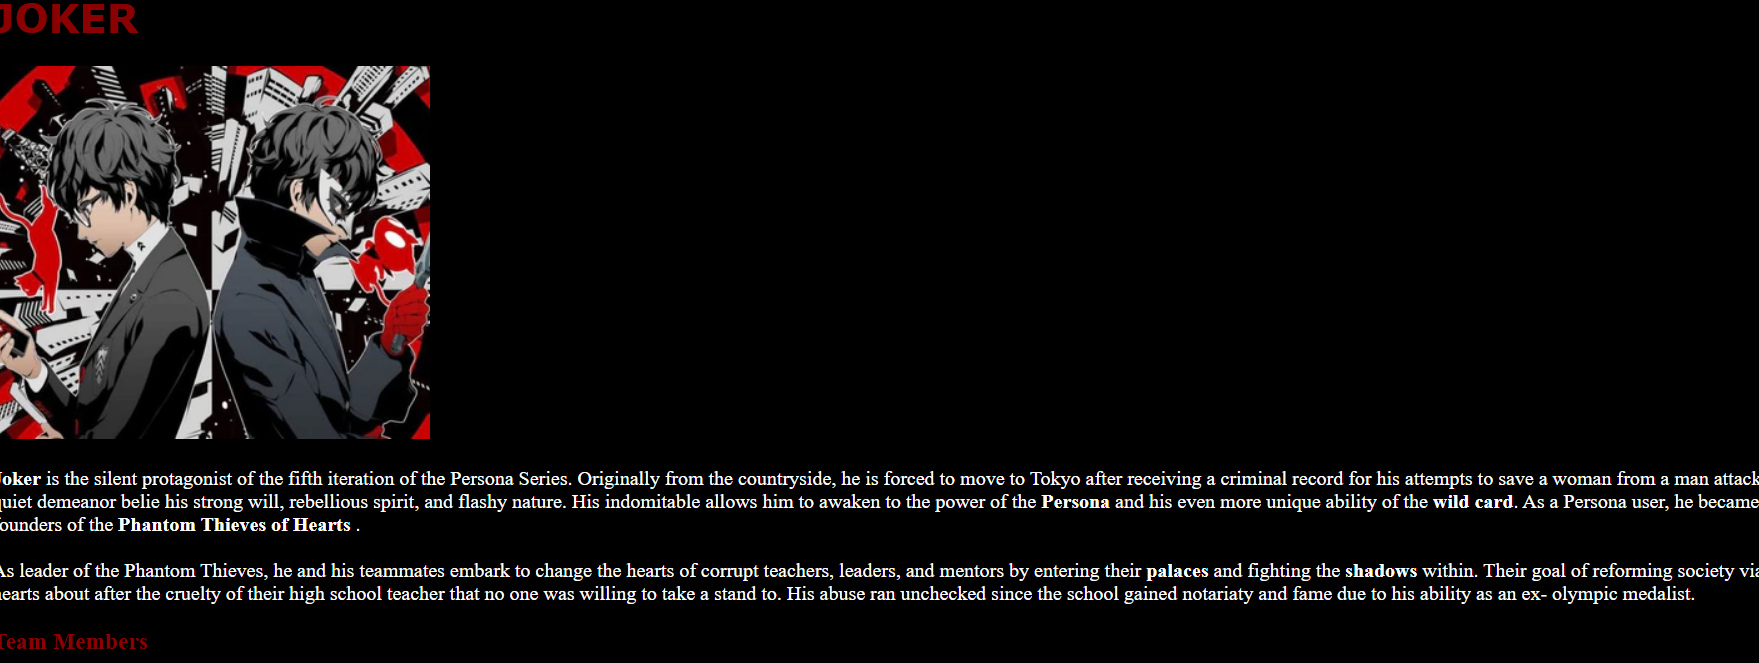 JOKER
Joker is the silent protagonist of the fifth iteration of the Persona Series. Originally from the countryside, he is forced to move to Tokyo after receiving a criminal record for his attempts to save a woman from a man attack
quiet demeanor belie his strong will, rebellious spirit, and flashy nature. His indomitable allows him to awaken to the power of the Persona and his even more unique ability of the wild card. As a Persona user, he became
founders of the Phantom Thieves of Hearts .
As leader of the Phantom Thieves, he and his teammates embark to change the hearts of corrupt teachers, leaders, and mentors by entering their palaces and fighting the shadows within. Their goal of reforming society via
hearts about after the cruelty of their high school teacher that no one was willing to take a stand to. His abuse ran unchecked since the school gained notariaty and fame due to his ability as an ex- olympic medalist.
Team Members